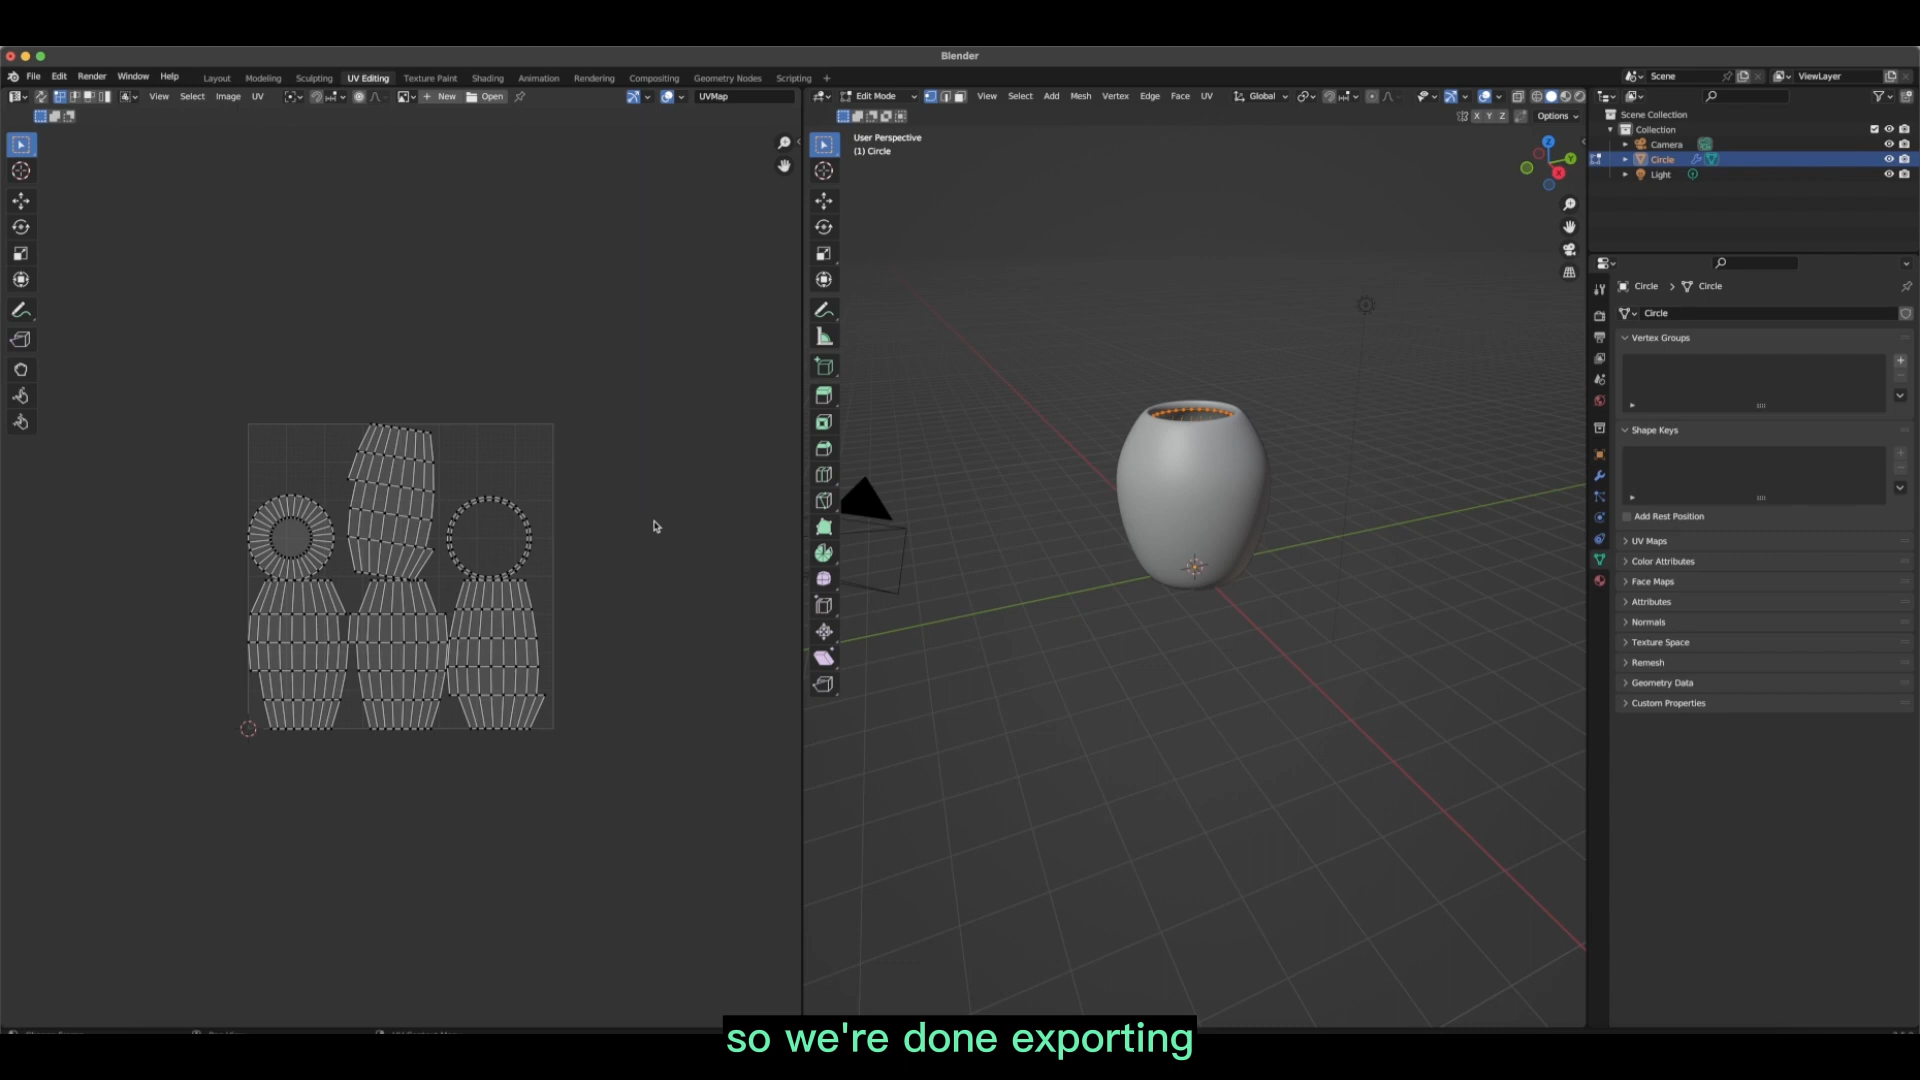 Blender
File Edit Render Window Help Layout Modeling Sculpting UV Editing Texture Paint Shading Animation Rendering Compositing Geometry Nodes Scripting + Scene ViewLayer
View Select Image UV + New Open UVMap Edit Mode View Select Add Mesh Vertex Edge Face UV Global
X Y Z Options
User Perspective
(1) Circle
Z
Y
X
Scene Collection
Collection
Camera
Circle
Light
Circle > Circle
Circle
Vertex Groups
Shape Keys
Add Rest Position
UV Maps
Color Attributes
Face Maps
Attributes
Normals
Texture Space
Remesh
Geometry Data
Custom Properties
so we're done exporting